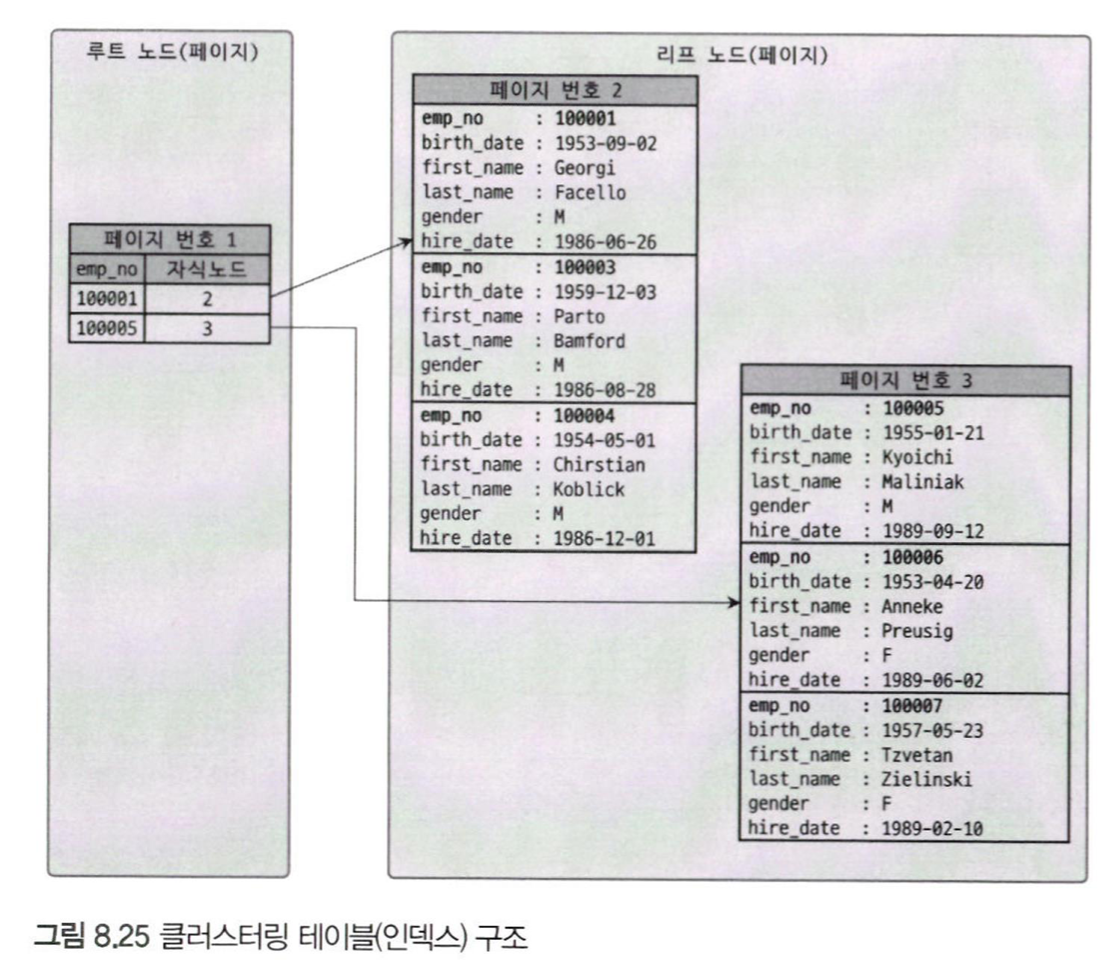 루트 노드(페이지)
페이지 번호 1
emp_no 자식노드
100001 2
100005 3
리프 노드(페이지)
페이지 번호 2
emp_no : 100001
birth_date : 1953-09-02
first_name : Georgi
last_name : Facello
gender : M
hire_date : 1986-06-26
emp_no : 100003
birth_date : 1959-12-03
first_name : Parto
last_name : Bamford
gender : M
hire_date : 1986-08-28
emp_no : 100004
birth_date : 1954-05-01
first_name : Chirstian
last_name : Koblick
gender : M
hire_date : 1986-12-01
페이지 번호 3
emp_no : 100005
birth_date : 1955-01-21
first_name : Kyoichi
last_name : Maliniak
gender : M
hire_date : 1989-09-12
emp_no : 100006
birth_date : 1953-04-20
first_name : Anneke
last_name : Preusig
gender : F
hire_date : 1989-06-02
emp_no : 100007
birth_date : 1957-05-23
first_name : Tzvetan
last_name : Zielinski
gender : F
hire_date : 1989-02-10
그림 8.25 클러스터링 테이블(인덱스) 구조